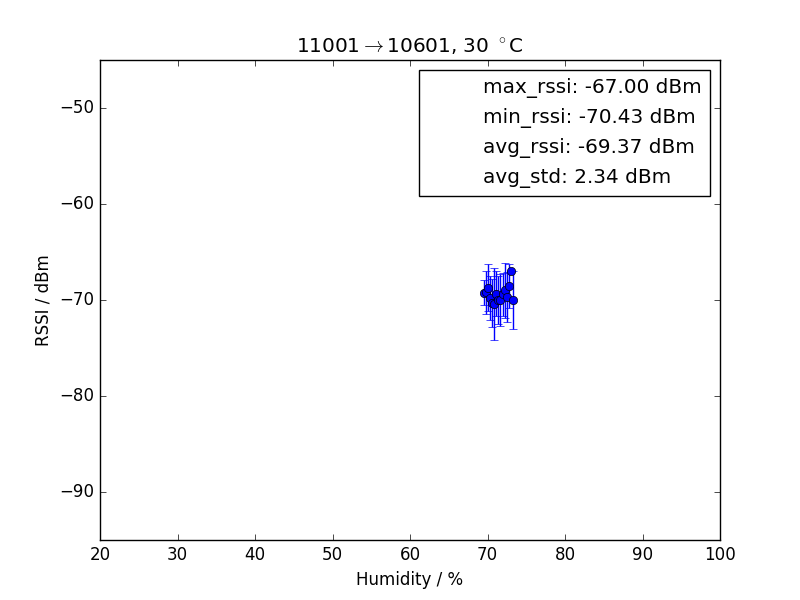 11001→10601, 30 °C
max_rssi: -67.00 dBm
min_rssi: -70.43 dBm
avg_rssi: -69.37 dBm
avg_std: 2.34 dBm
RSSI / dBm
−50
−60
−70
−80
−90
20 30 40 50 60 70 80 90 100
Humidity / %